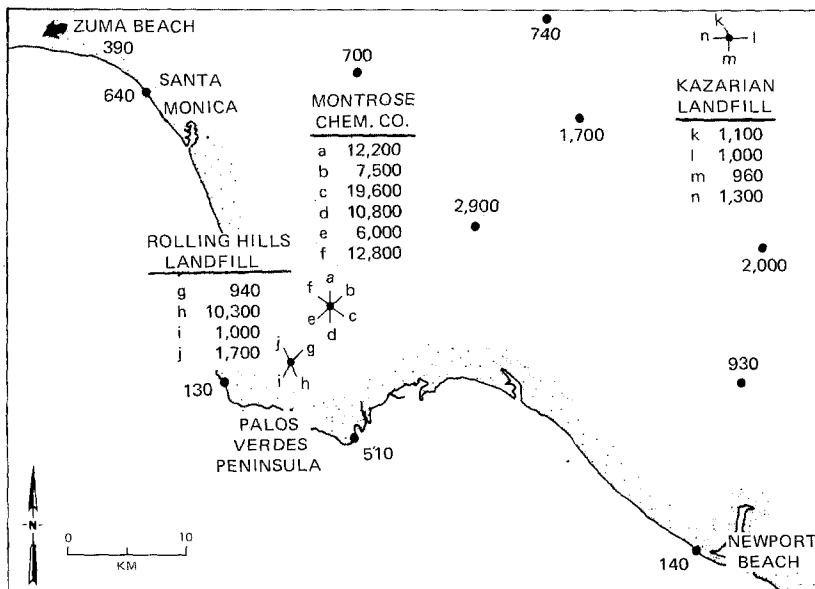 ZUMA BEACH
390
640
SANTA
MONICA
700
740
1,700
2,900
2,000
930
k
n l
m
KAZARIAN
LANDFILL
k 1,100
l 1,000
m 960
n 1,300
MONTROSE
CHEM. CO.
a 12,200
b 7,500
c 19,600
d 10,800
e 6,000
f 12,800
ROLLING HILLS
LANDFILL
g 940
h 10,300
i 1,000
j 1,700
a
f b
e c
d
j g
i h
130
PALOS
VERDES
PENINSULA
510
N
0 10
KM
140
NEWPORT
BEACH